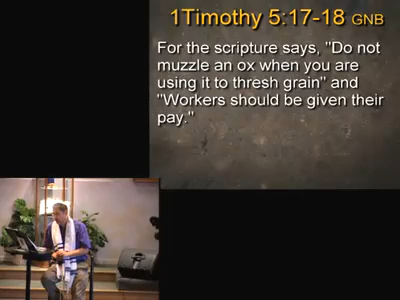 1Timothy 5:17-18 GNB
For the scripture says, "Do not
muzzle an ox when you are
using it to thresh grain" and
"Workers should be given their
pay."